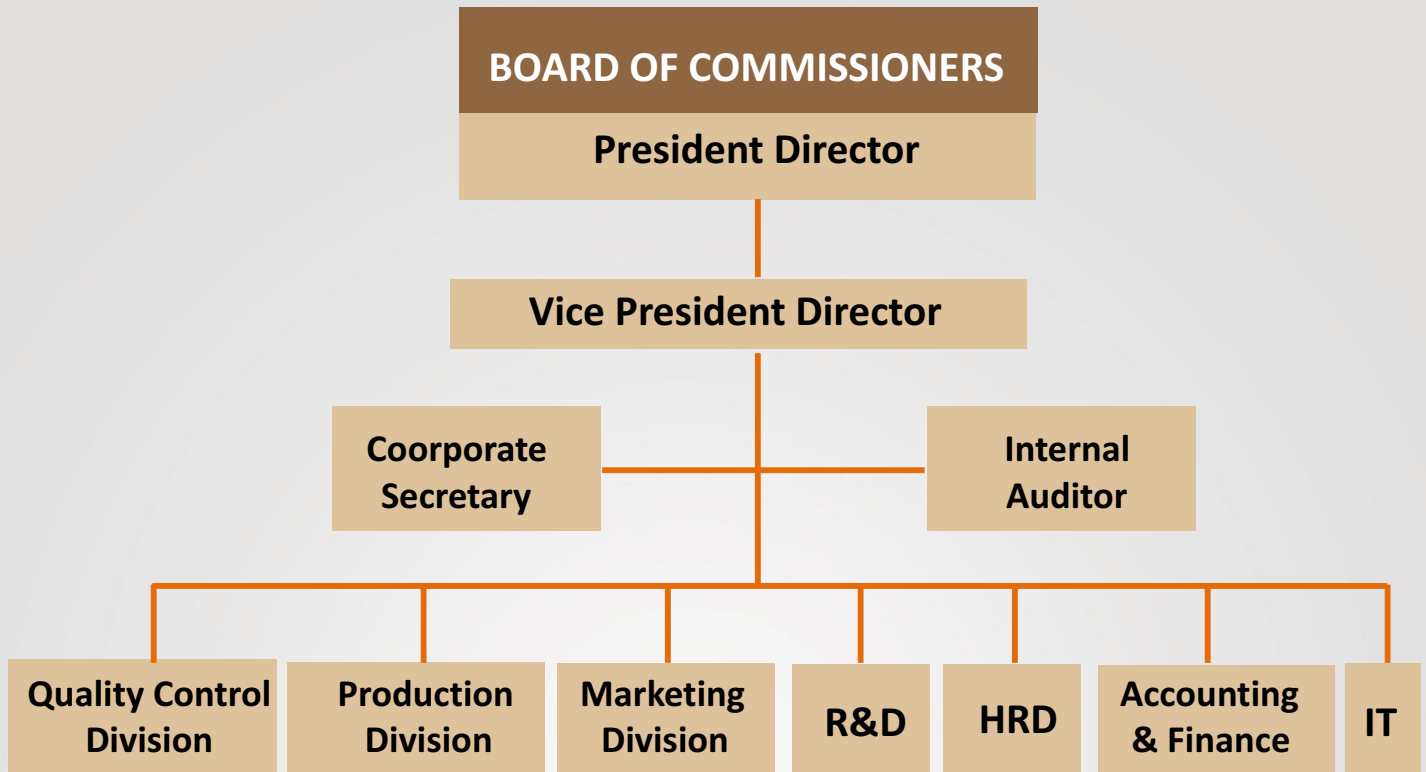 BOARD OF COMMISSIONERS
President Director
Vice President Director
Coorporate
Secretary
Internal
Auditor
Quality Control
Division
Production
Division
Marketing
Division
R&D
HRD
Accounting
& Finance
IT